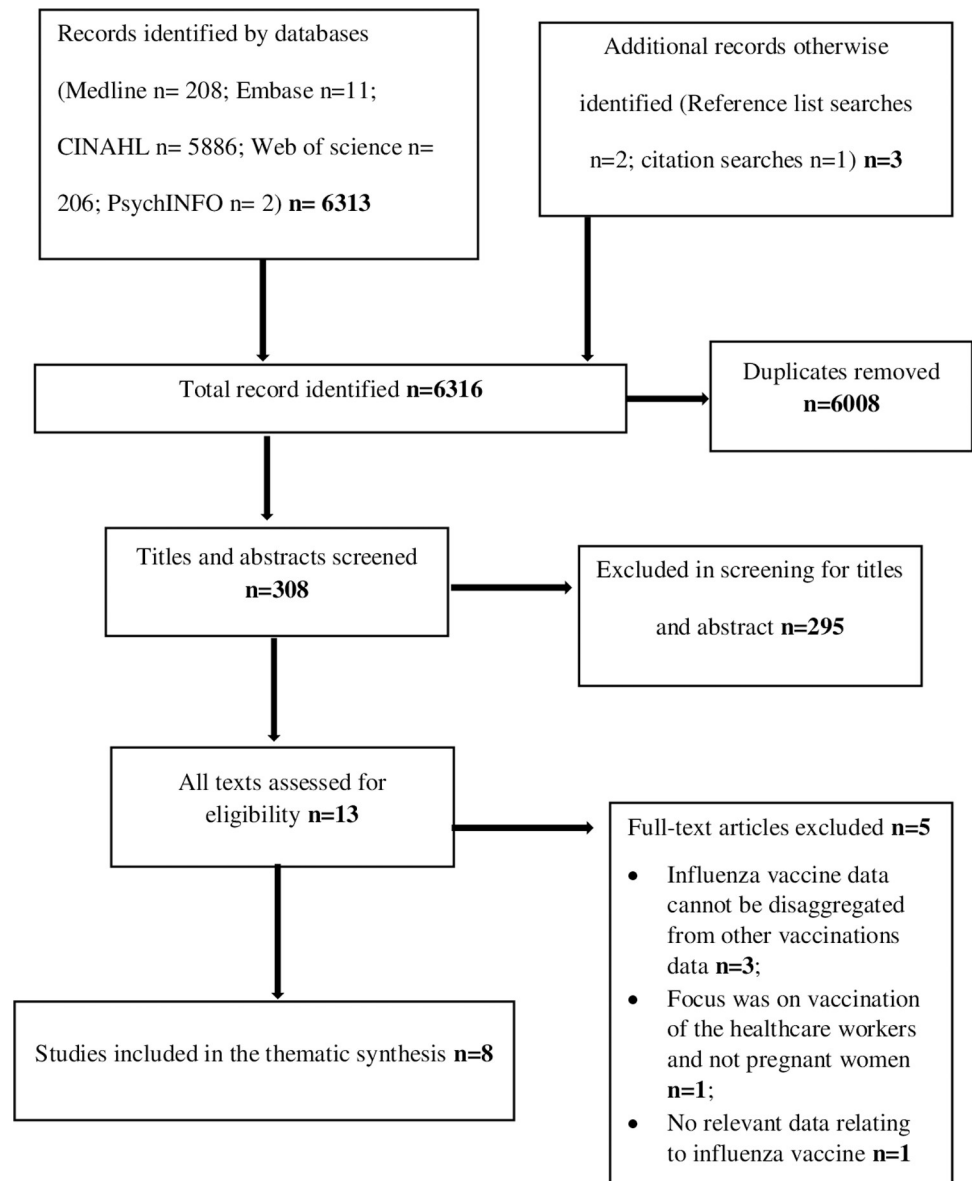 Records identified by databases
(Medline n= 208; Embase n=11;
CINAHL n= 5886; Web of science n=
206; PsychINFO n= 2) n= 6313
Additional records otherwise
identified (Reference list searches
n=2; citation searches n=1) n=3
Total record identified n=6316
Duplicates removed
n=6008
Titles and abstracts screened
n=308
Excluded in screening for titles
and abstract n=295
All texts assessed for
eligibility n=13
Full-text articles excluded n=5
• Influenza vaccine data
cannot be disaggregated
from other vaccinations
data n=3;
• Focus was on vaccination
of the healthcare workers
and not pregnant women
n=1;
• No relevant data relating
to influenza vaccine n=1
Studies included in the thematic synthesis n=8